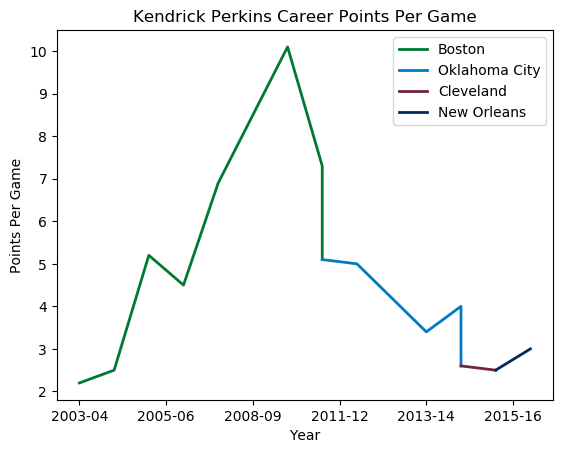 Kendrick Perkins Career Points Per Game
Boston
Oklahoma City
Cleveland
New Orleans
Points Per Game
10
9
8
7
6
5
4
3
2
2003-04
2005-06
2008-09
2011-12
2013-14
2015-16
Year